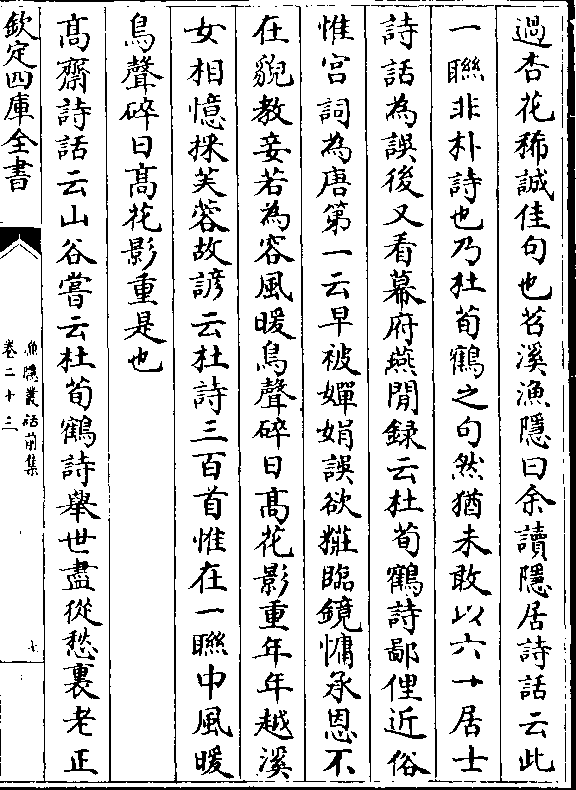 過杏花稀誠佳句也苕溪漁隱曰余讀隱居詩話云此
一聯非朴詩也乃杜荀鶴之句然猶未敢以六一居士
詩話為誤後又看幕府燕閒録云杜荀鶴詩鄙俚近俗
惟宫詞為唐第一云早被嬋娟誤欲粧臨鏡慵承恩不
在貌教妾若為容風暖鳥聲碎日髙花影重年年越溪
女相憶採芙蓉故諺云杜詩三百首惟在一聯中風暖
鳥聲碎日髙花影重是也
髙齋詩話云山谷嘗云杜荀鶴詩舉世盡從愁裏老正
欽定四庫全書
漁隱叢話前集
卷二十三
七